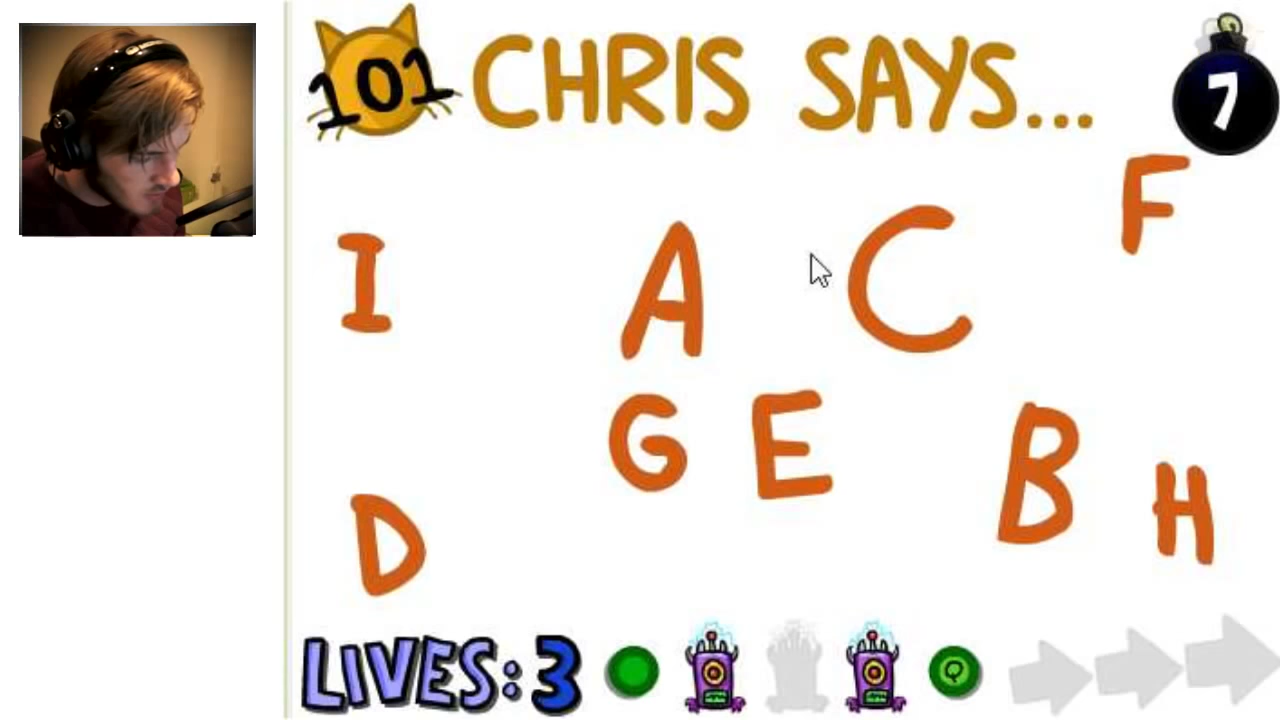 101 CHRIS SAYS... 7
F
I A C
G E B H
D
LIVES: 3 Q